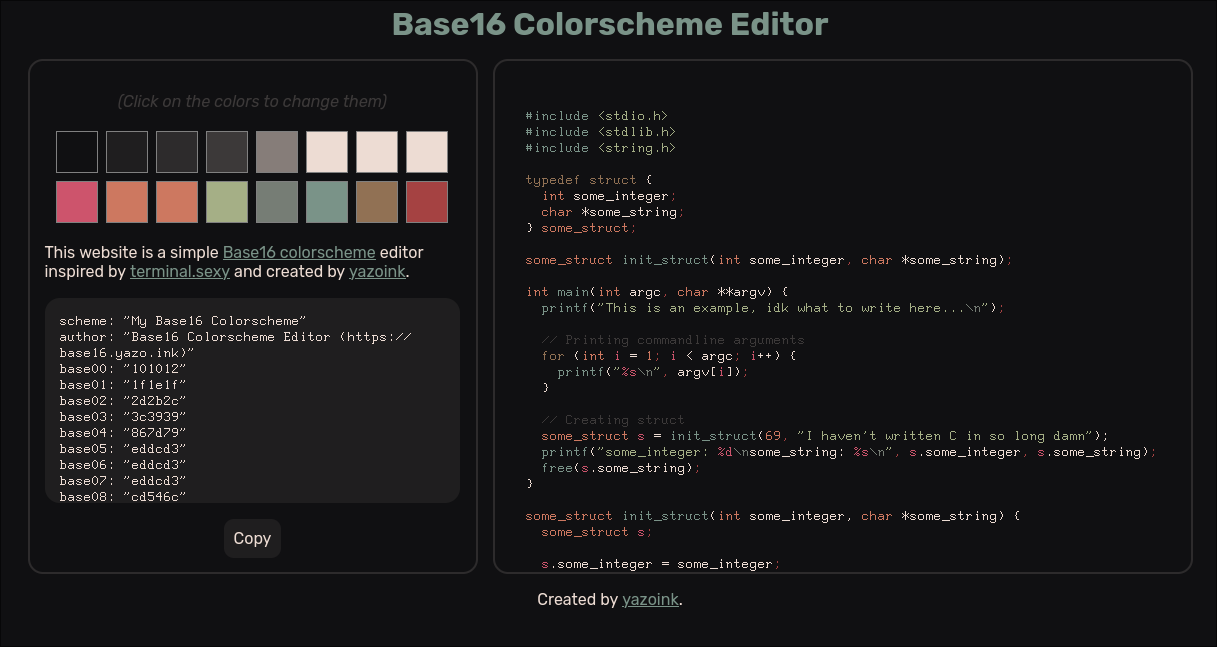 Base16 Colorscheme Editor
(Click on the colors to change them)
This website is a simple Base16 colorscheme editor
inspired by terminal.sexy and created by yazoink.
scheme: "My Base16 Colorscheme"
author: "Base16 Colorscheme Editor (https://
base16.yazo.ink)"
base00: "101012"
base01: "1f1e1f"
base02: "2d2b2c"
base03: "3c3939"
base04: "867d79"
base05: "eddcd3"
base06: "eddcd3"
base07: "eddcd3"
base08: "cd546c"
Copy
#include <stdio.h>
#include <stdlib.h>
#include <string.h>
typedef struct {
  int some_integer;
  char *some_string;
} some_struct;
some_struct init_struct(int some_integer, char *some_string);
int main(int argc, char **argv) {
  printf("This is an example, idk what to write here...\n");
  // Printing commandline arguments
  for (int i = 1; i < argc; i++) {
    printf("%s\n", argv[i]);
  }
  // Creating struct
  some_struct s = init_struct(69, "I haven't written C in so long damn");
  printf("some_integer: %d\nsome_string: %s\n", s.some_integer, s.some_string);
  free(s.some_string);
}
some_struct init_struct(int some_integer, char *some_string) {
  some_struct s;
  s.some_integer = some_integer;
Created by yazoink.